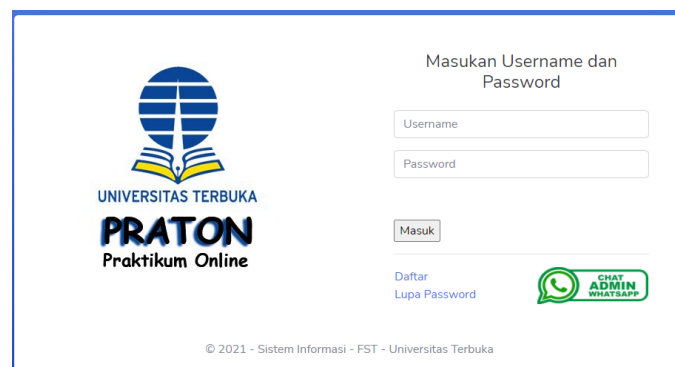 UNIVERSITAS TERBUKA
PRATON
Praktikum Online
Masukan Username dan
Password
Username
Password
Masuk
Daftar
Lupa Password
CHAT
ADMIN
WHATSAPP
© 2021 - Sistem Informasi - FST - Universitas Terbuka